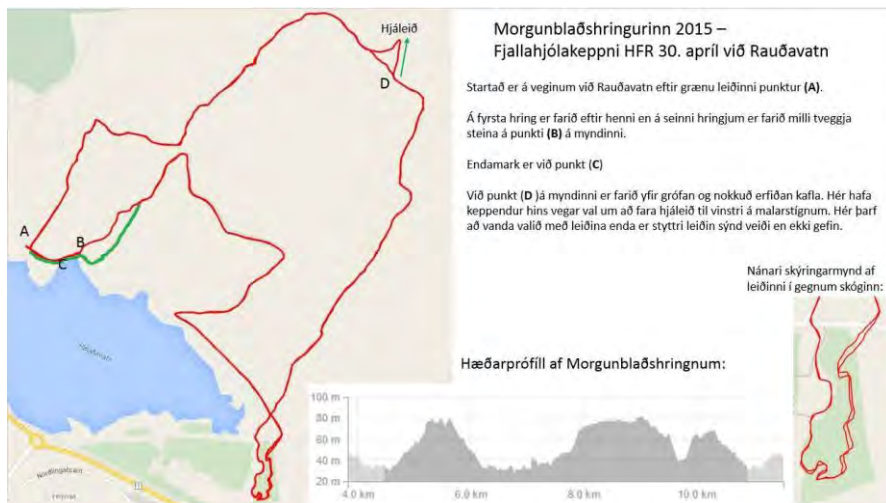 Morgunblaðshringurinn 2015 –
Fjallahjólakeppni HFR 30. apríl við Rauðavatn
Startað er á veginum við Rauðavatn eftir grænu leiðinni punktur (A).
Á fyrsta hring er farið eftir henni en á seinni hringjum er farið milli tveggja
steina á punkti (B) á myndinni.
Endamark er við punkt (C)
Við punkt (D )á myndinni er farið yfir grófan og nokkuð erfiðan kafla. Hér hafa
keppendur hins vegar val um að fara hjáleið til vinstri á malarstígnum. Hér þarf
að vanda valið með leiðina enda er styttri leiðin sýnd veiði en ekki gefin.
Nánari skýringarmynd af
leiðinni í gegnum skóginn:
Hjáleið
D
A
B
C
Rauðavatn
Hæðarprófíll af Morgunblaðshringnum:
100 m
80 m
60 m
40 m
20 m
4.0 km
6.0 km
8.0 km
10.0 km